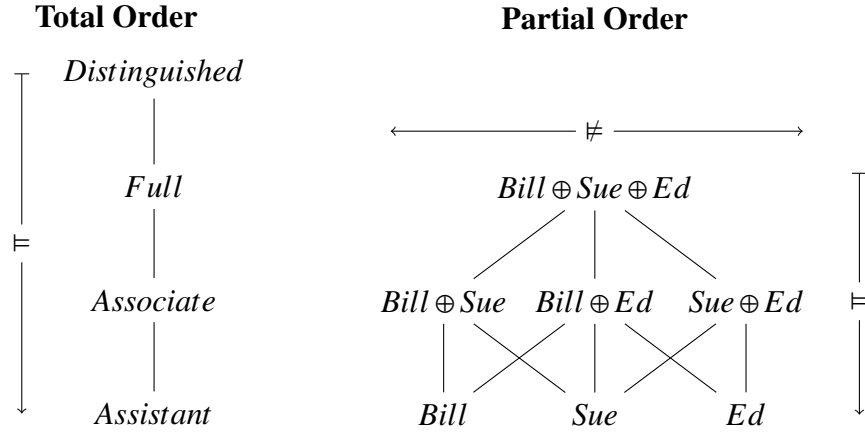 Total Order
Partial Order
Distinguished
⊭
Full
Bill ⊕ Sue ⊕ Ed
⊨
Associate
Bill ⊕ Sue
Bill ⊕ Ed
Sue ⊕ Ed
⊨
Assistant
Bill
Sue
Ed